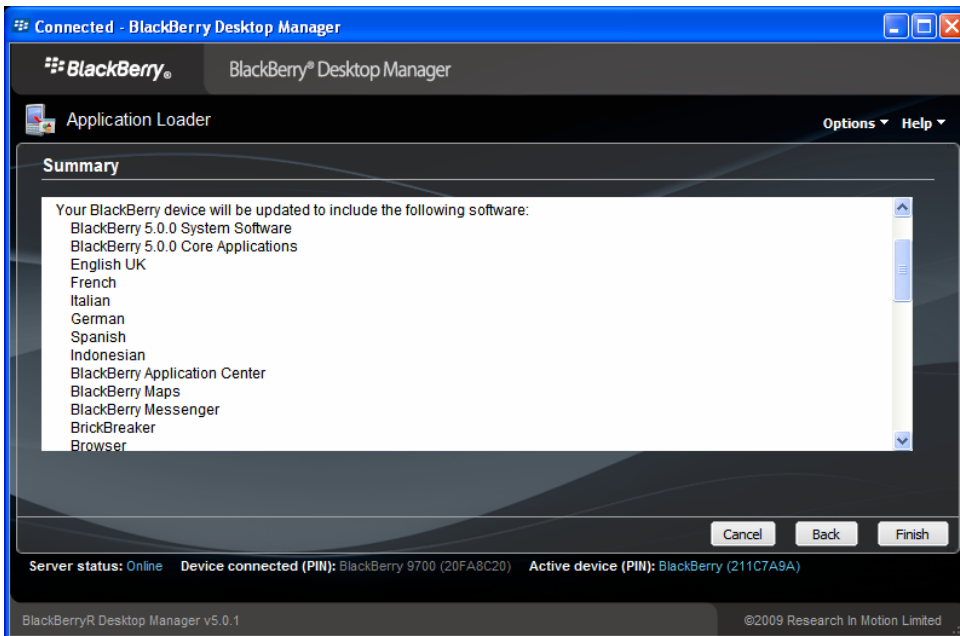 Connected - BlackBerry Desktop Manager
BlackBerry® BlackBerry® Desktop Manager
Application Loader Options Help
Summary
Your BlackBerry device will be updated to include the following software:
BlackBerry 5.0.0 System Software
BlackBerry 5.0.0 Core Applications
English UK
French
Italian
German
Spanish
Indonesian
BlackBerry Application Center
BlackBerry Maps
BlackBerry Messenger
BrickBreaker
Browser
Cancel Back Finish
Server status: Online Device connected (PIN): BlackBerry 9700 (20FA8C20) Active device (PIN): BlackBerry (211C7A9A)
BlackBerryR Desktop Manager v5.0.1 ©2009 Research In Motion Limited